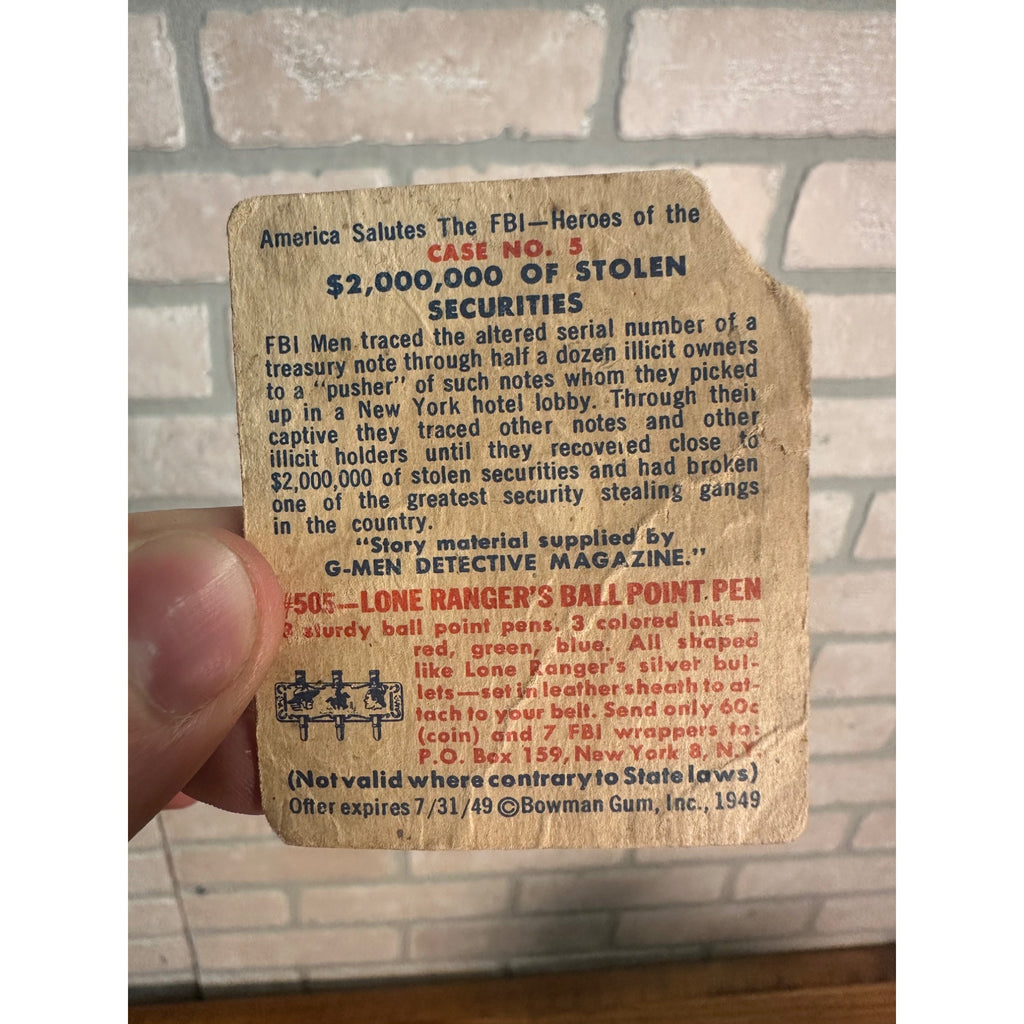 America Salutes The FBI—Heroes of the
CASE NO. 5
$2,000,000 OF STOLEN
SECURITIES
FBI Men traced the altered serial number of a
treasury note through half a dozen illicit owners
to a "pusher" of such notes whom they picked
up in a New York hotel lobby. Through their
captive they traced other notes and other
illicit holders until they recovered close to
$2,000,000 of stolen securities and had broken
one of the greatest security stealing gangs
in the country.
"Story material supplied by
G-MEN DETECTIVE MAGAZINE."
#505—LONE RANGER'S BALL POINT PEN
3 sturdy ball point pens. 3 colored inks—
red, green, blue. All shaped
like Lone Ranger's silver bul-
lets—set in leather sheath to at-
tach to your belt. Send only 60c
(coin) and 7 FBI wrappers to:
P.O. Box 159, New York 8, N.Y.
(Not valid where contrary to State laws)
Offer expires 7/31/49 ©Bowman Gum, Inc., 1949